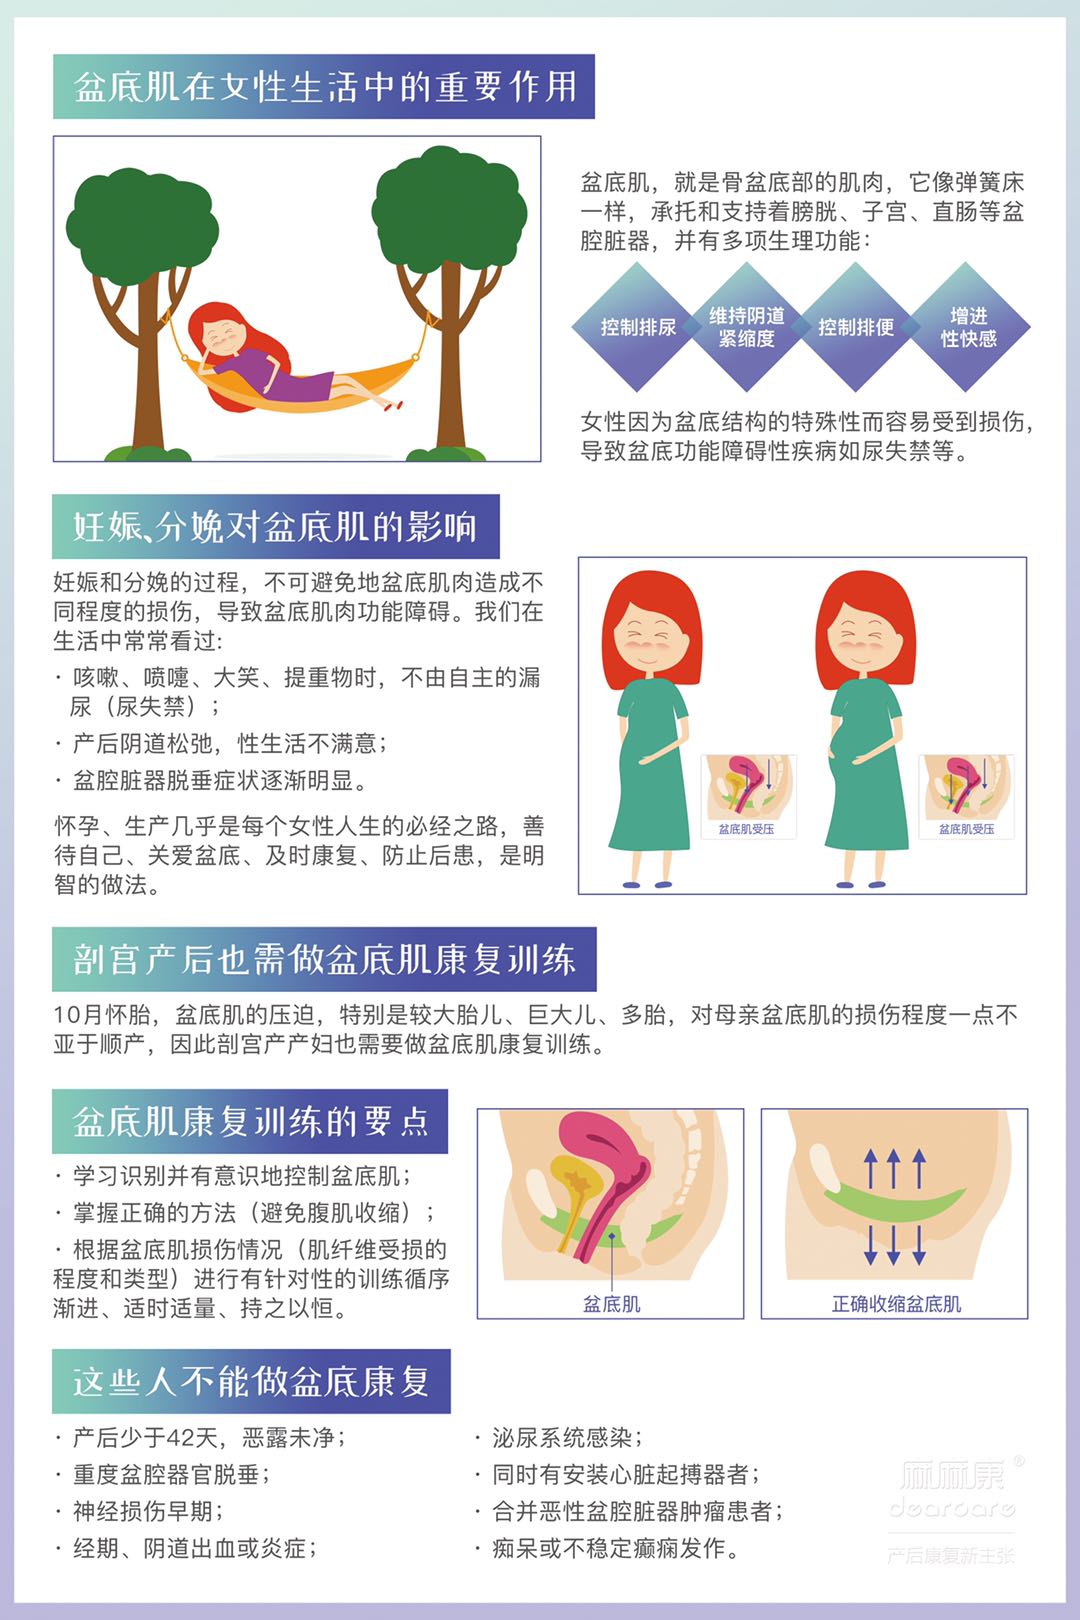 盆底肌在女性生活中的重要作用
盆底肌，就是骨盆底部的肌肉，它像弹簧床
一样，承托和支持着膀胱、子宫、直肠等盆
腔脏器，并有多项生理功能：
控制排尿
维持阴道
紧缩度
控制排便
增进
性快感
女性因为盆底结构的特殊性而容易受到损伤，
导致盆底功能障碍性疾病如尿失禁等。
妊娠、分娩对盆底肌的影响
妊娠和分娩的过程，不可避免地盆底肌肉造成不
同程度的损伤，导致盆底肌肉功能障碍。我们在
生活中常常看过:
· 咳嗽、喷嚏、大笑、提重物时，不由自主的漏
尿（尿失禁）；
· 产后阴道松弛，性生活不满意；
· 盆腔脏器脱垂症状逐渐明显。
怀孕、生产几乎是每个女性人生的必经之路，善
待自己、关爱盆底、及时康复、防止后患，是明
智的做法。
盆底肌受压
盆底肌受压
剖宫产后也需做盆底肌康复训练
10月怀胎，盆底肌的压迫，特别是较大胎儿、巨大儿、多胎，对母亲盆底肌的损伤程度一点不
亚于顺产，因此剖宫产产妇也需要做盆底肌康复训练。
盆底肌康复训练的要点
· 学习识别并有意识地控制盆底肌；
· 掌握正确的方法（避免腹肌收缩）；
· 根据盆底肌损伤情况（肌纤维受损的
程度和类型）进行有针对性的训练循序
渐进、适时适量、持之以恒。
盆底肌
正确收缩盆底肌
这些人不能做盆底康复
· 产后少于42天，恶露未净；
· 重度盆腔器官脱垂；
· 神经损伤早期；
· 经期、阴道出血或炎症；
· 泌尿系统感染；
· 同时有安装心脏起搏器者；
· 合并恶性盆腔脏器肿瘤患者；
· 痴呆或不稳定癫痫发作。
麻麻康®
dearcare
产后康复新主张